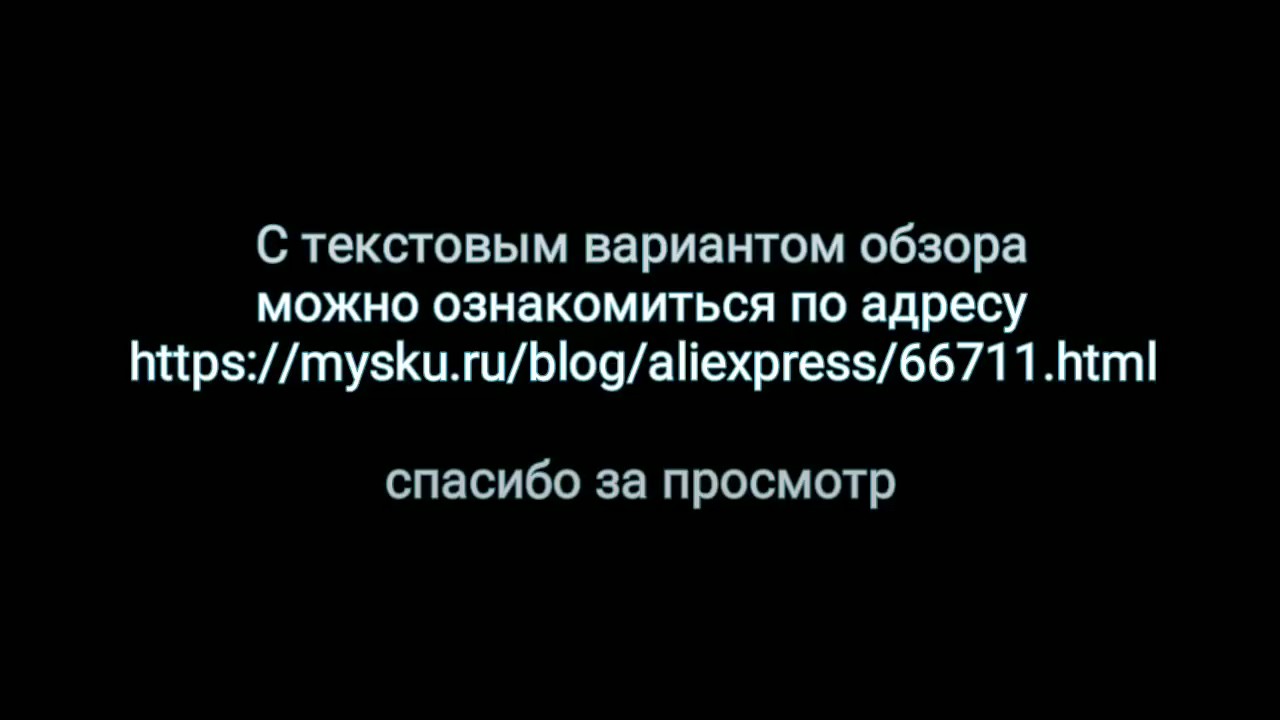 С текстовым вариантом обзора
можно ознакомиться по адресу
https://mysku.ru/blog/aliexpress/66711.html
спасибо за просмотр